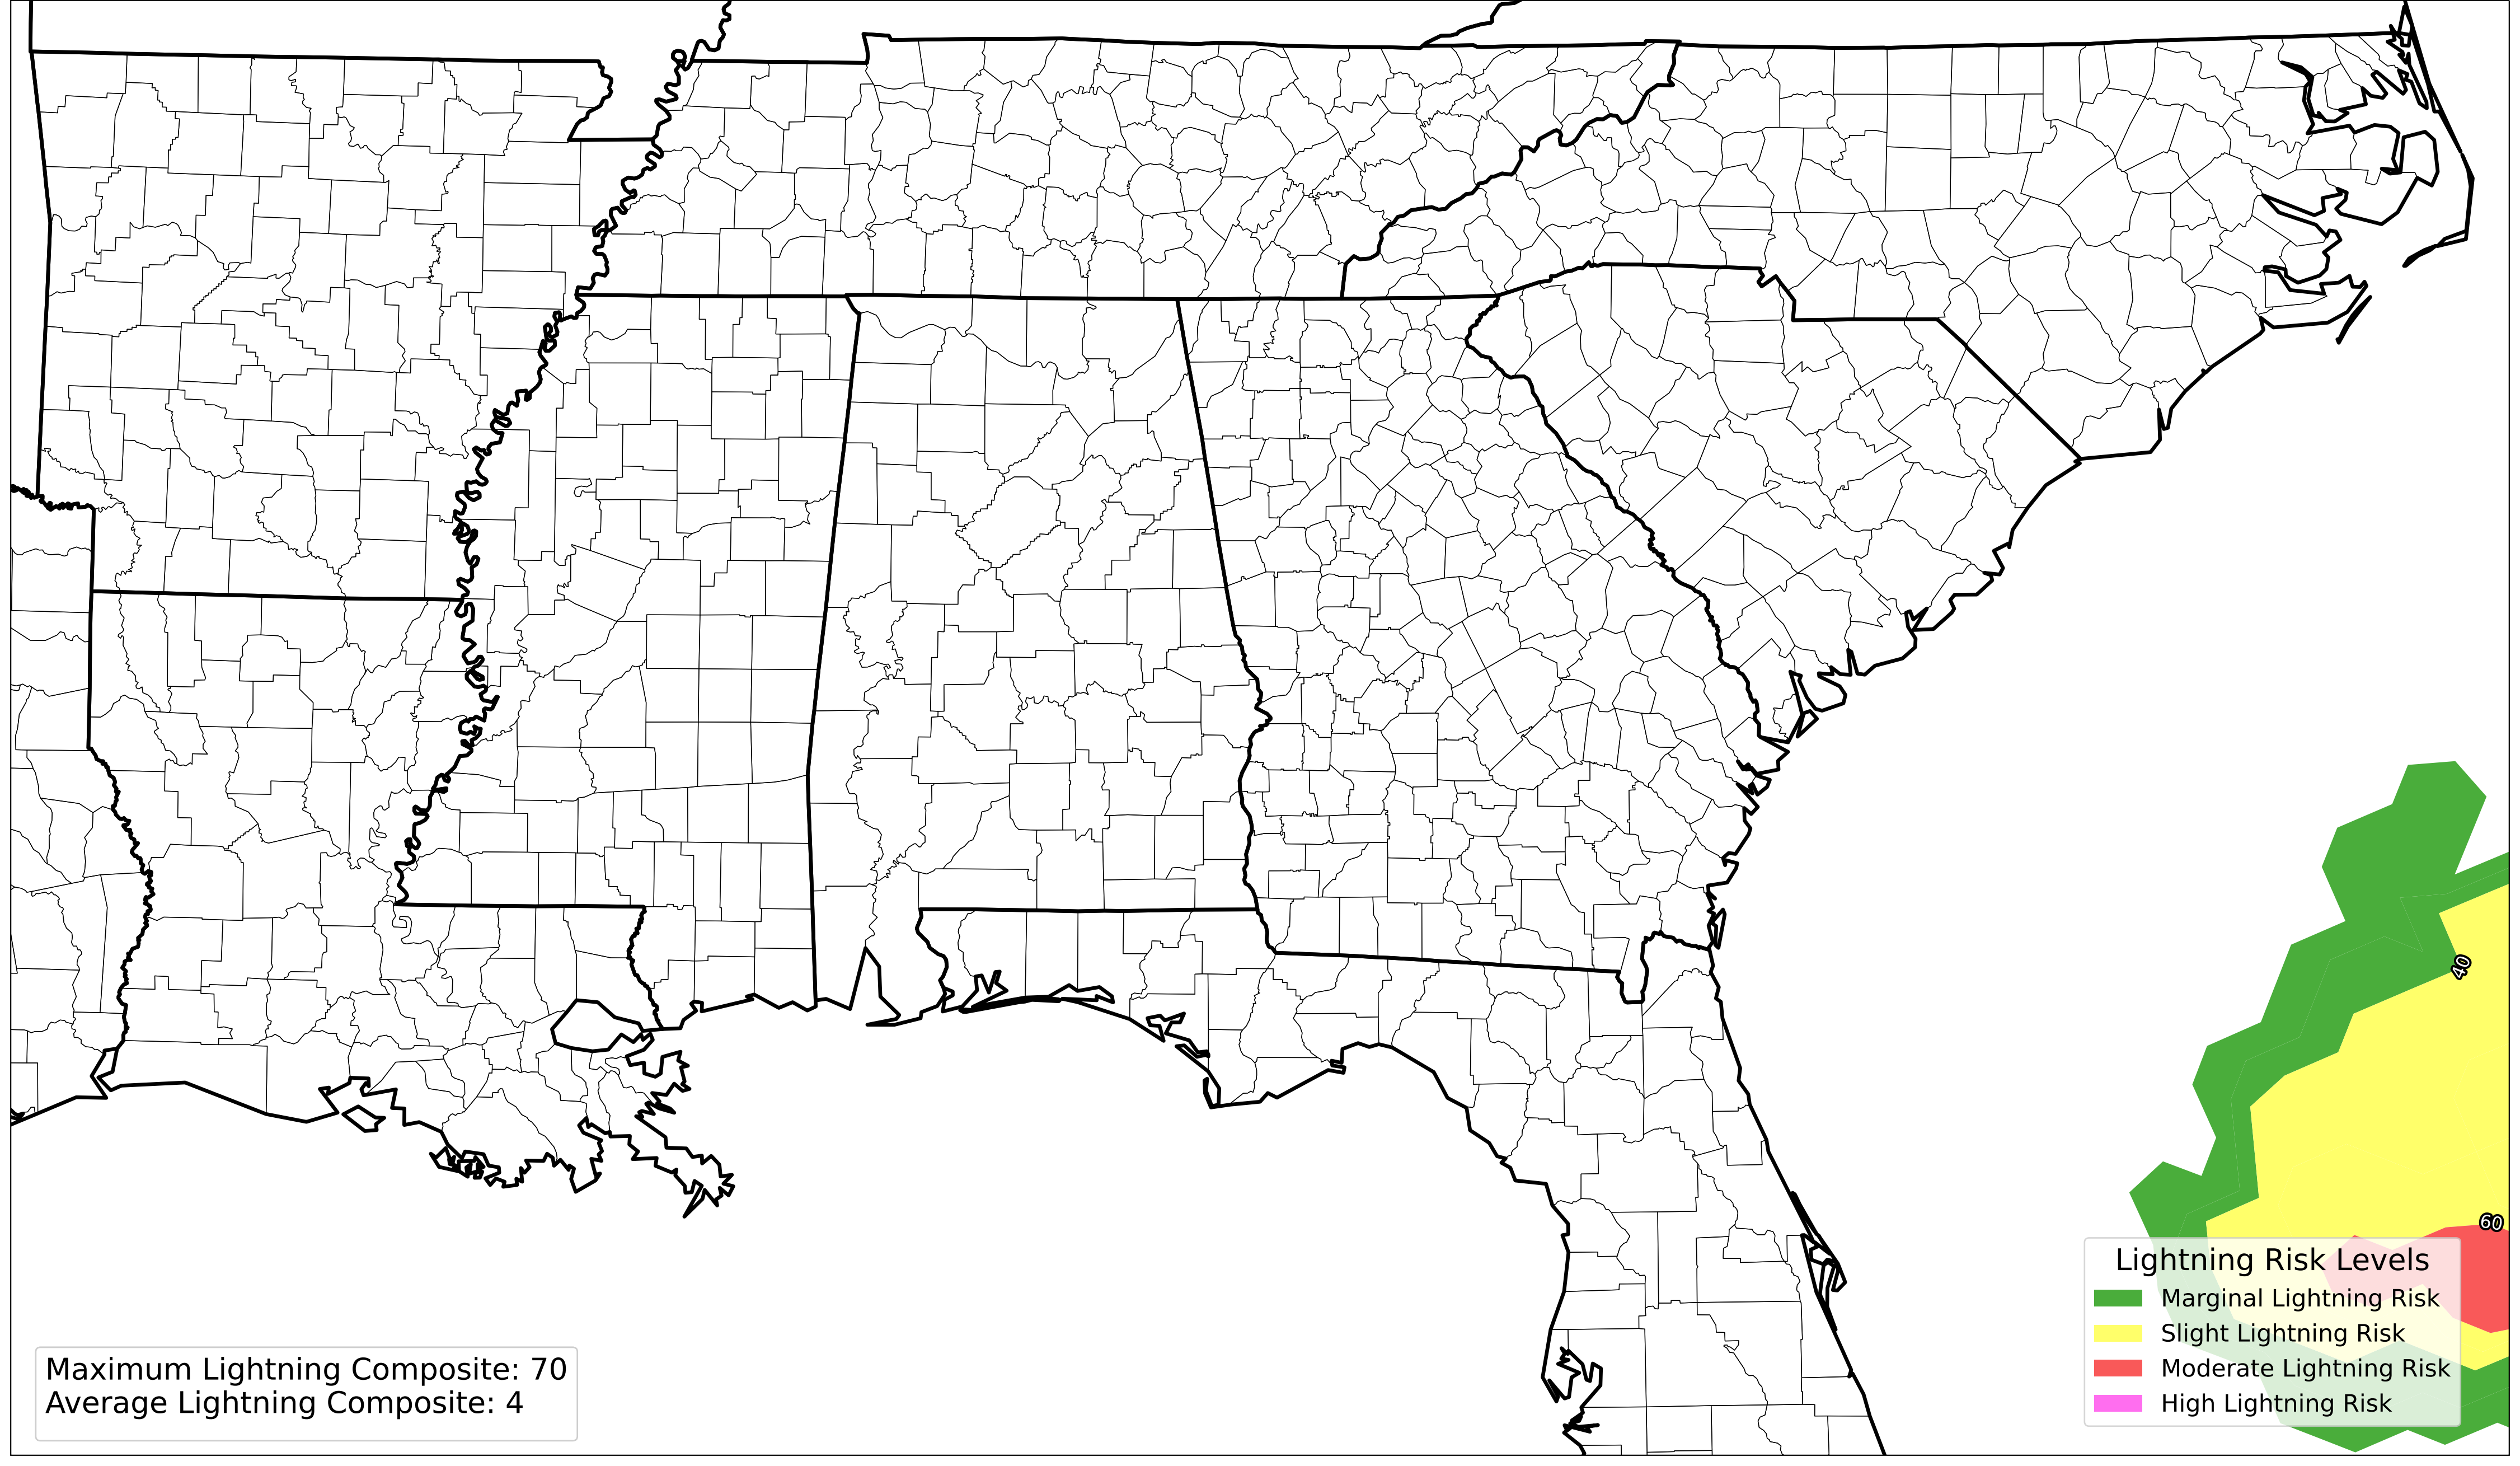 40
60
Lightning Risk Levels
Marginal Lightning Risk
Slight Lightning Risk
Moderate Lightning Risk
High Lightning Risk
Maximum Lightning Composite: 70
Average Lightning Composite: 4